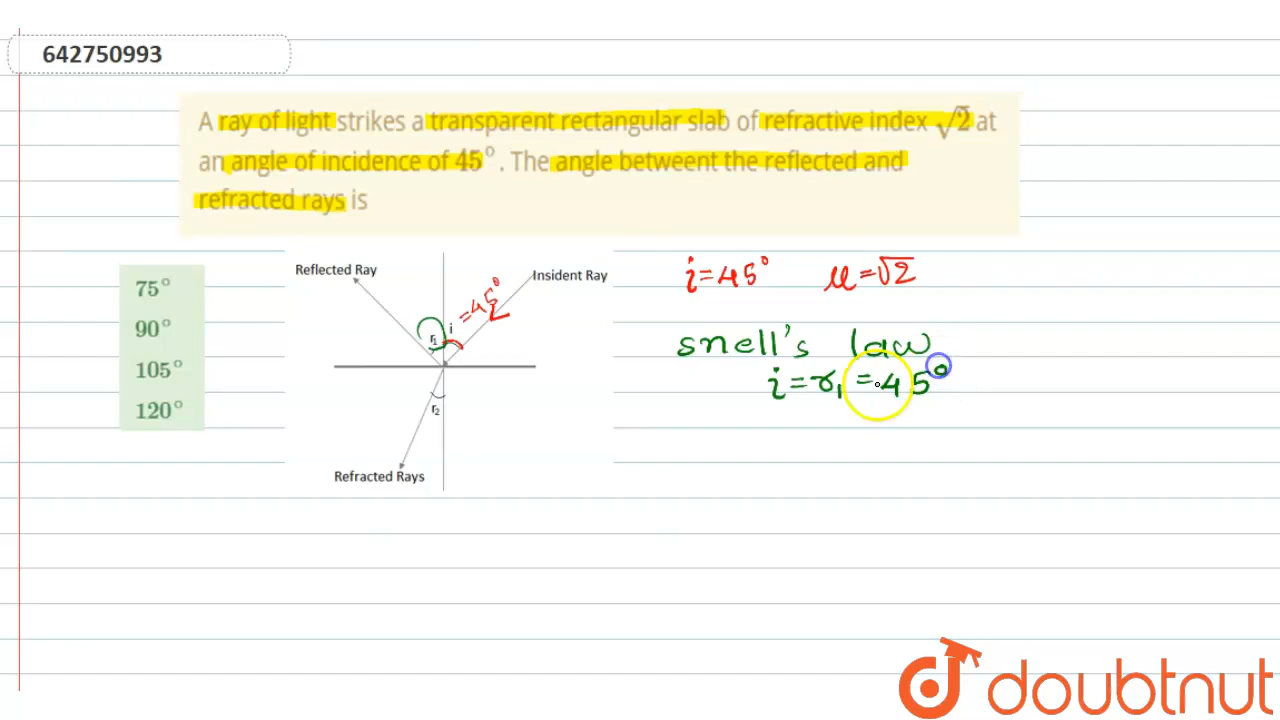 642750993
A ray of light strikes a transparent rectangular slab of refractive index √2 at
an angle of incidence of 45°. The angle betweent the reflected and
refracted rays is
75°
90°
105°
120°
Reflected Ray
Insident Ray
i
=45°
r1
r2
Refracted Rays
i=45° μ=√2
snell's law
i=r1=45°
doubtnut